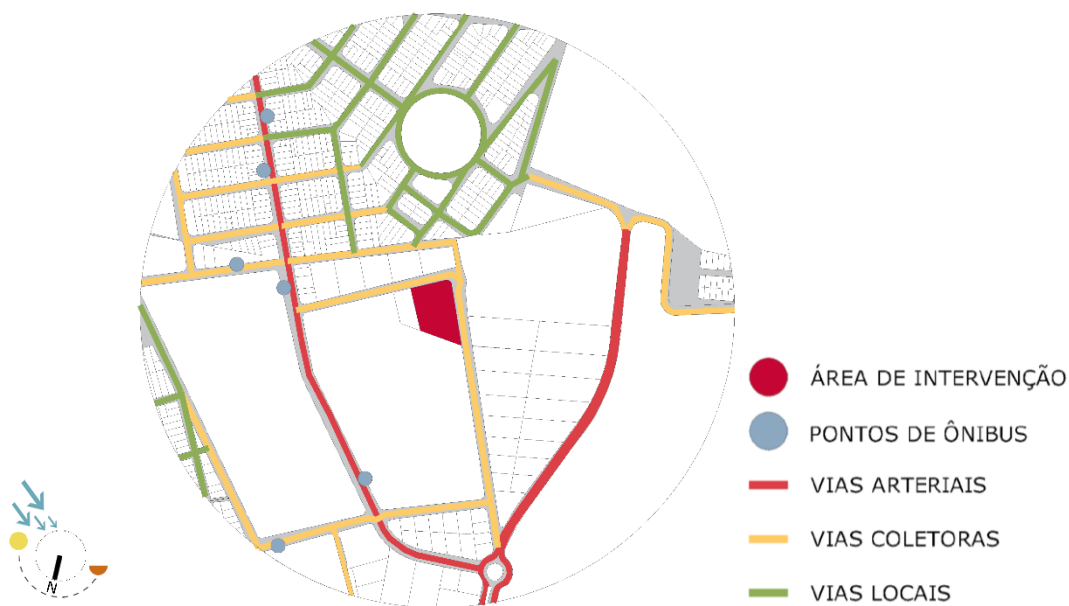 ÁREA DE INTERVENÇÃO
PONTOS DE ÔNIBUS
VIAS ARTERIAIS
VIAS COLETORAS
VIAS LOCAIS
N